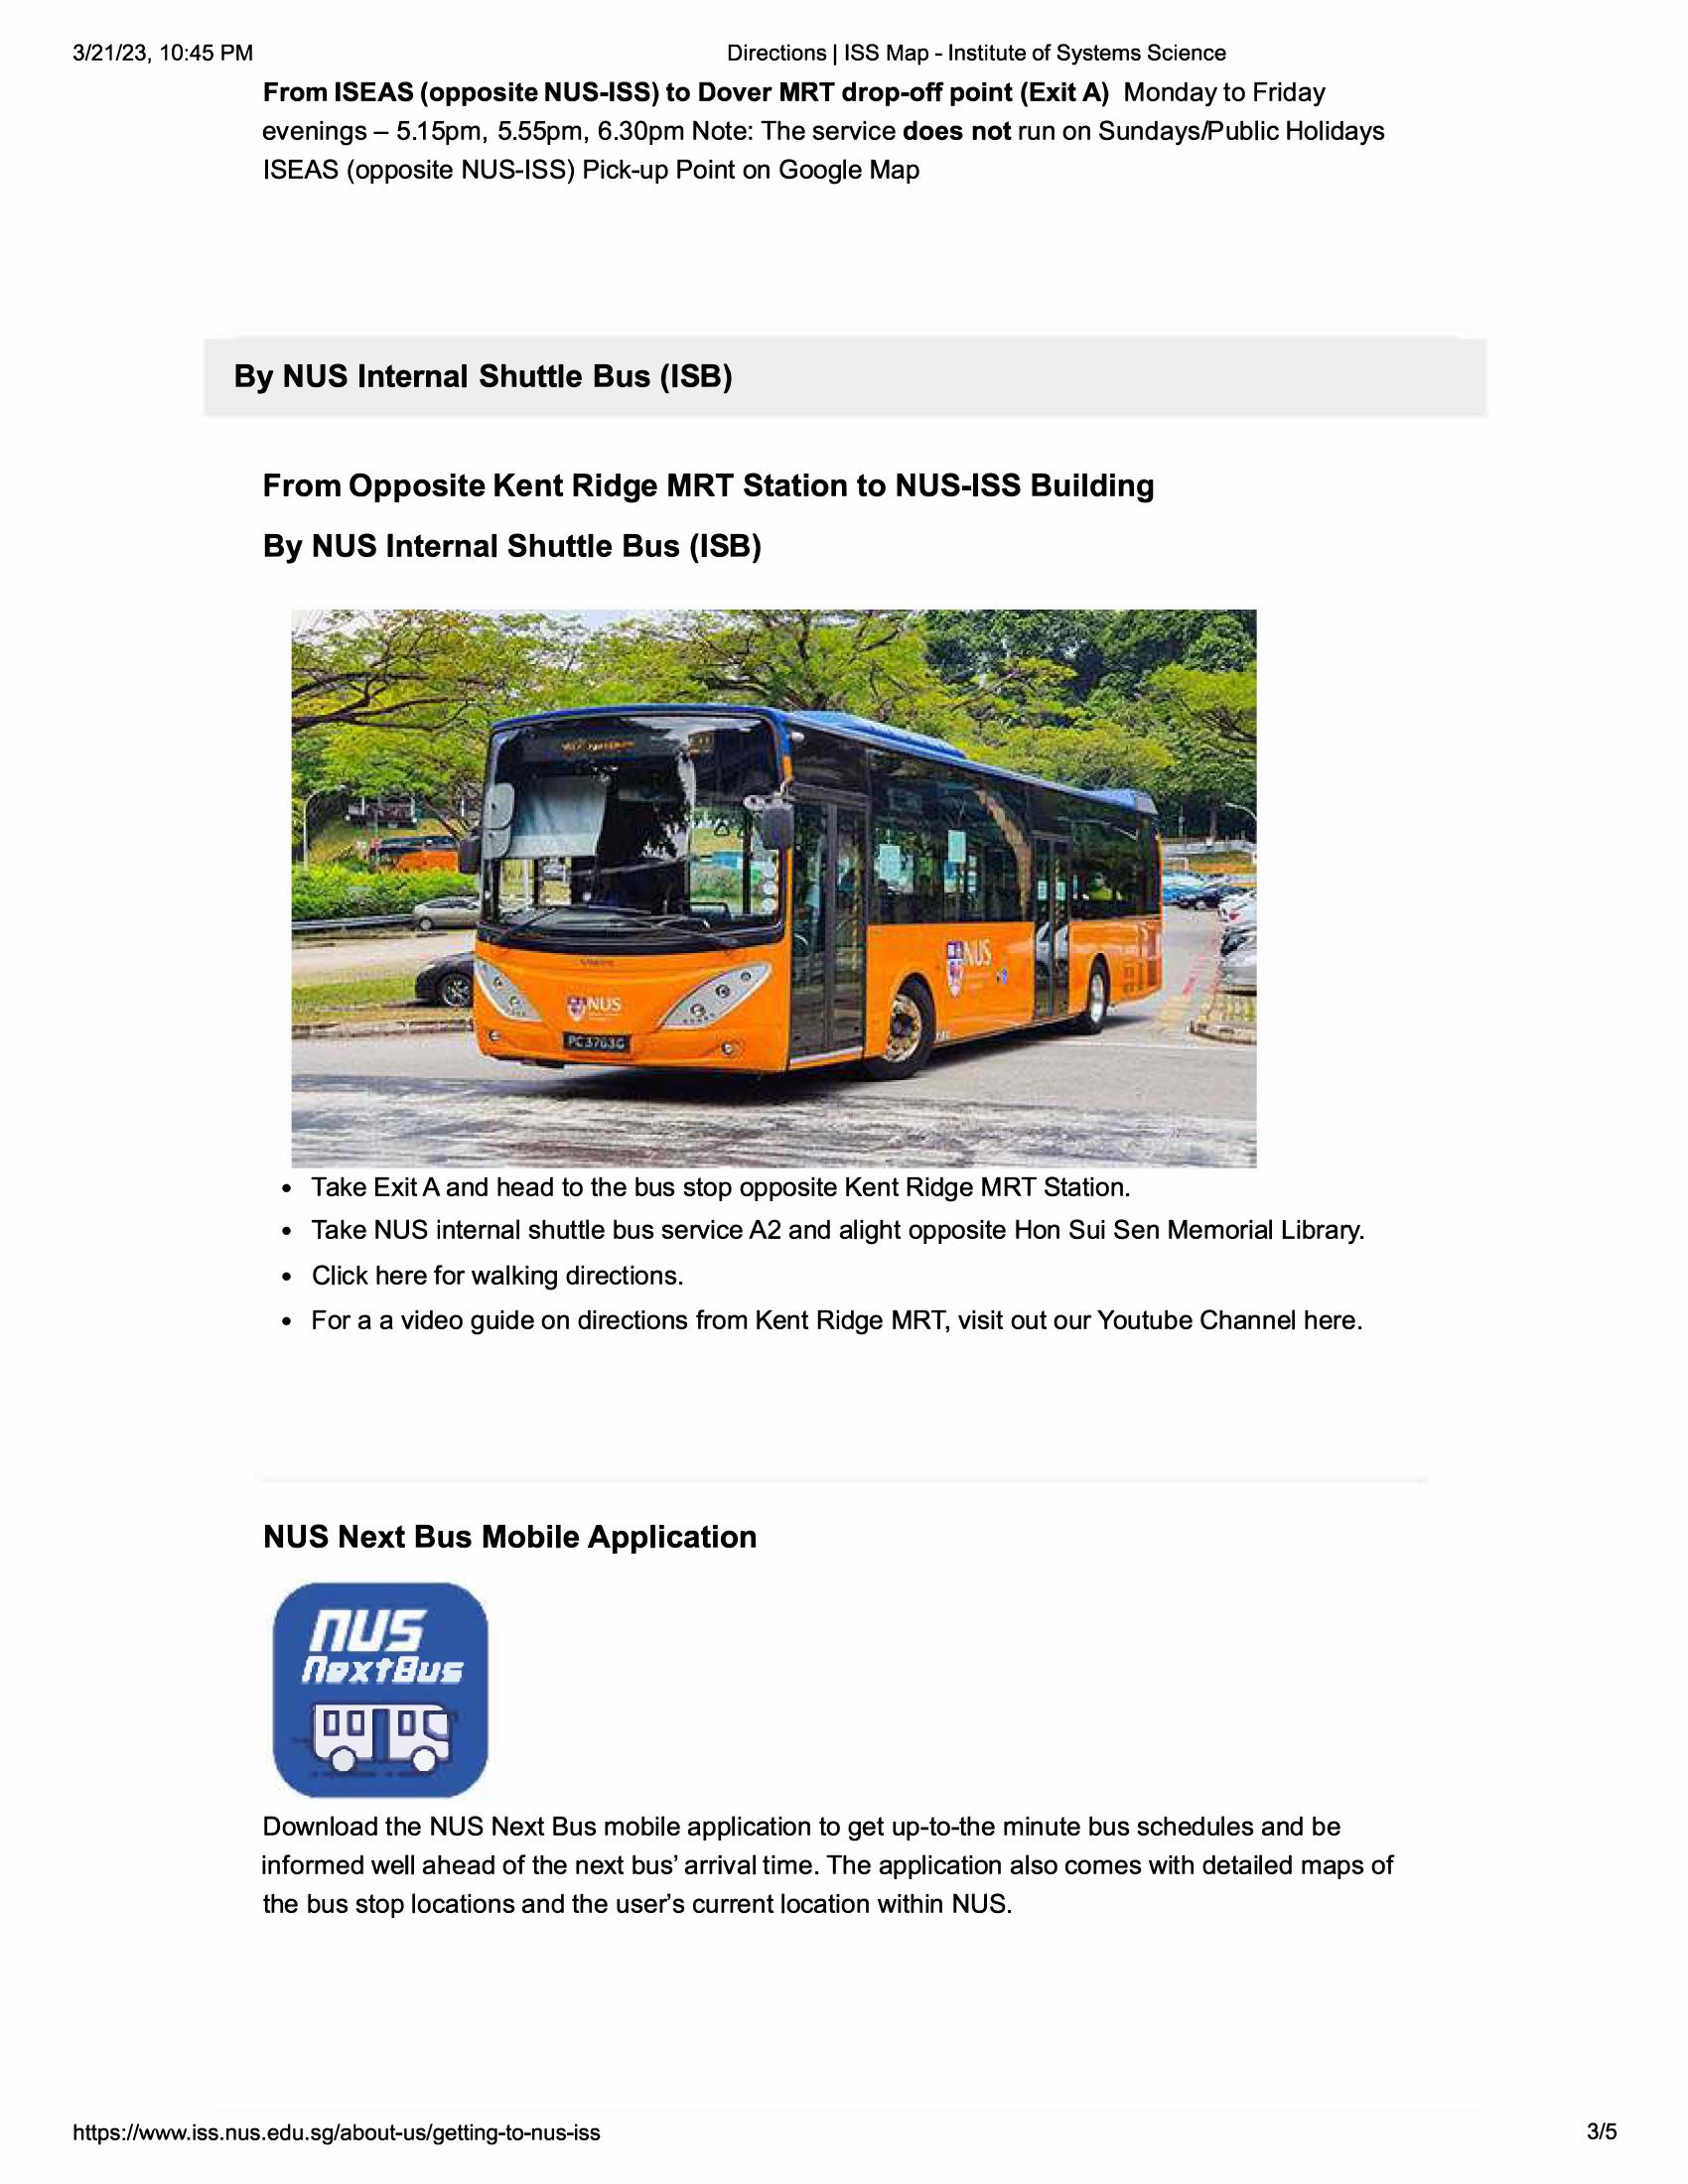 3/21/23, 10:45 PM
Directions | ISS Map - Institute of Systems Science
From ISEAS (opposite NUS-ISS) to Dover MRT drop-off point (Exit A) Monday to Friday
evenings – 5.15pm, 5.55pm, 6.30pm Note: The service does not run on Sundays/Public Holidays
ISEAS (opposite NUS-ISS) Pick-up Point on Google Map
By NUS Internal Shuttle Bus (ISB)
From Opposite Kent Ridge MRT Station to NUS-ISS Building
By NUS Internal Shuttle Bus (ISB)
NUS
NUS
PC3763G
• Take Exit A and head to the bus stop opposite Kent Ridge MRT Station.
• Take NUS internal shuttle bus service A2 and alight opposite Hon Sui Sen Memorial Library.
• Click here for walking directions.
• For a a video guide on directions from Kent Ridge MRT, visit out our Youtube Channel here.
NUS Next Bus Mobile Application
nus
NextBus
Download the NUS Next Bus mobile application to get up-to-the minute bus schedules and be
informed well ahead of the next bus’ arrival time. The application also comes with detailed maps of
the bus stop locations and the user’s current location within NUS.
https://www.iss.nus.edu.sg/about-us/getting-to-nus-iss
3/5